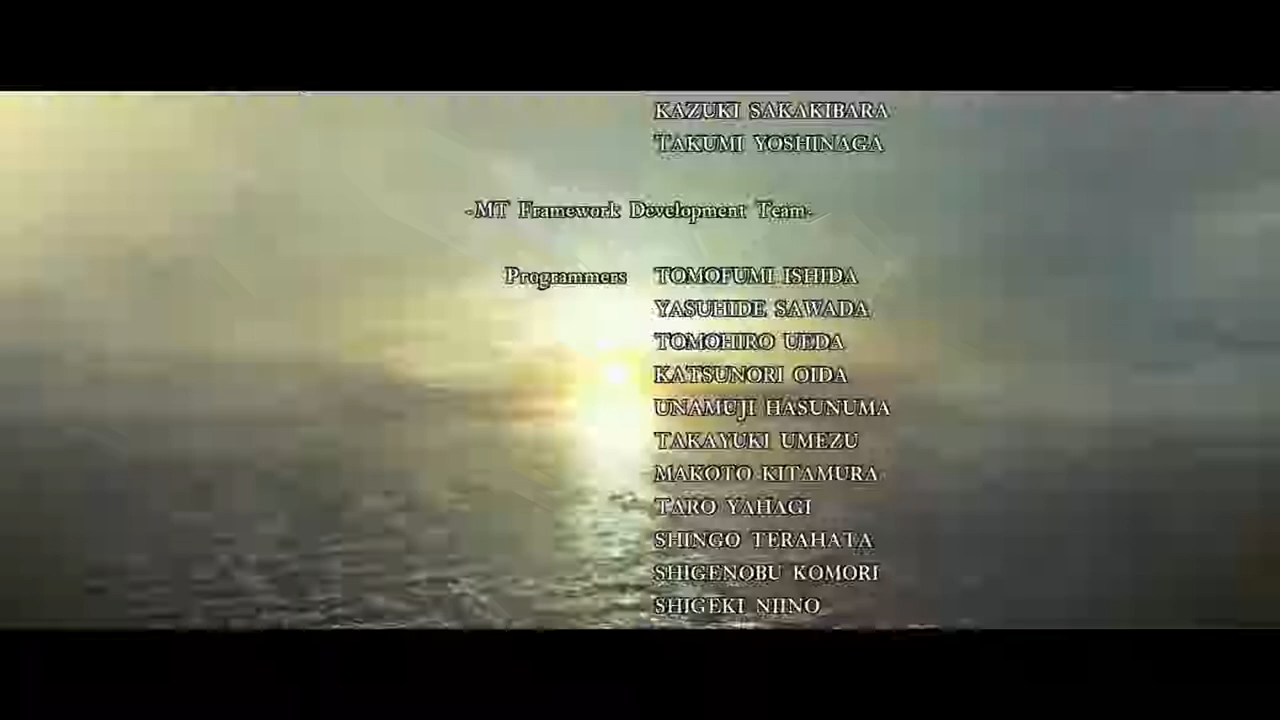 KAZUKI SAKAKIBARA
TAKUMI YOSHINAGA
-MT Framework Development Team-
Programmers TOMOFUMI ISHIDA
YASUHIDE SAWADA
TOMOHIRO UEDA
KATSUNORI OIDA
UNAMUJI HASUNUMA
TAKAYUKI UMEZU
MAKOTO KITAMURA
TARO YAHAGI
SHINGO TERAHATA
SHIGENOBU KOMORI
SHIGEKI NIINO